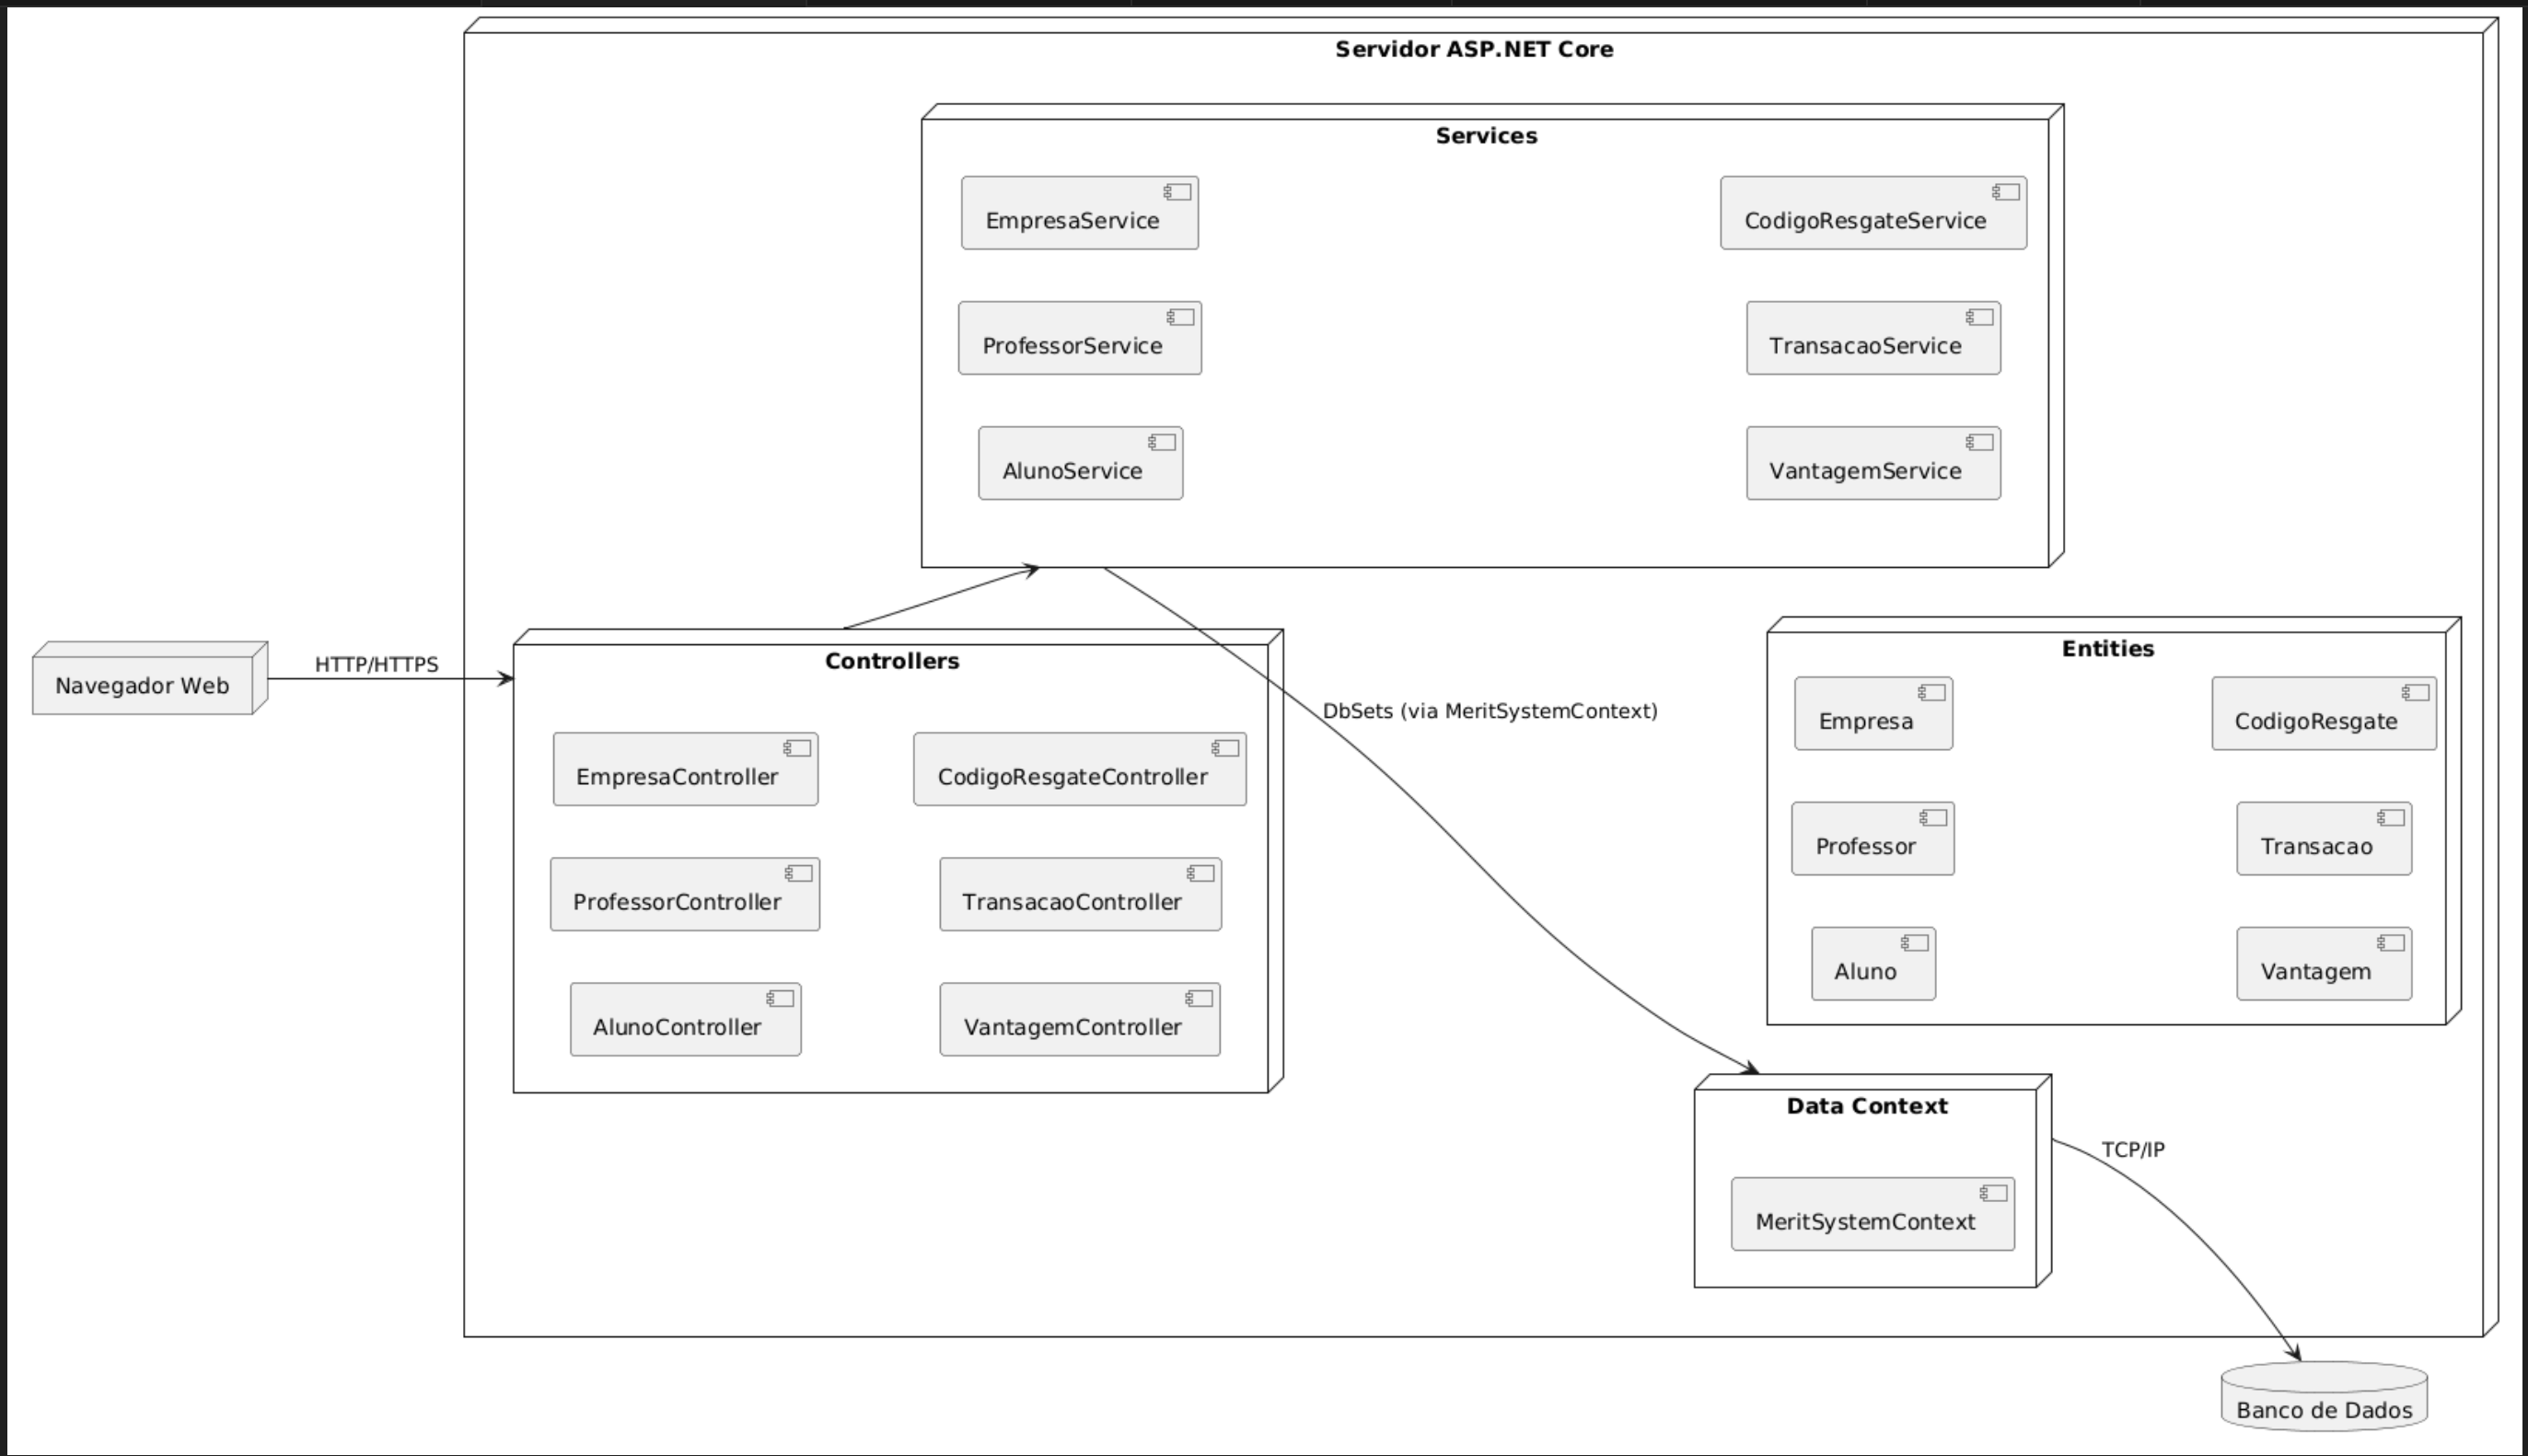 Servidor ASP.NET Core
Services
EmpresaService
CodigoResgateService
ProfessorService
TransacaoService
AlunoService
VantagemService
Navegador Web
HTTP/HTTPS
Controllers
EmpresaController
CodigoResgateController
ProfessorController
TransacaoController
AlunoController
VantagemController
DbSets (via MeritSystemContext)
Entities
Empresa
CodigoResgate
Professor
Transacao
Aluno
Vantagem
Data Context
MeritSystemContext
TCP/IP
Banco de Dados